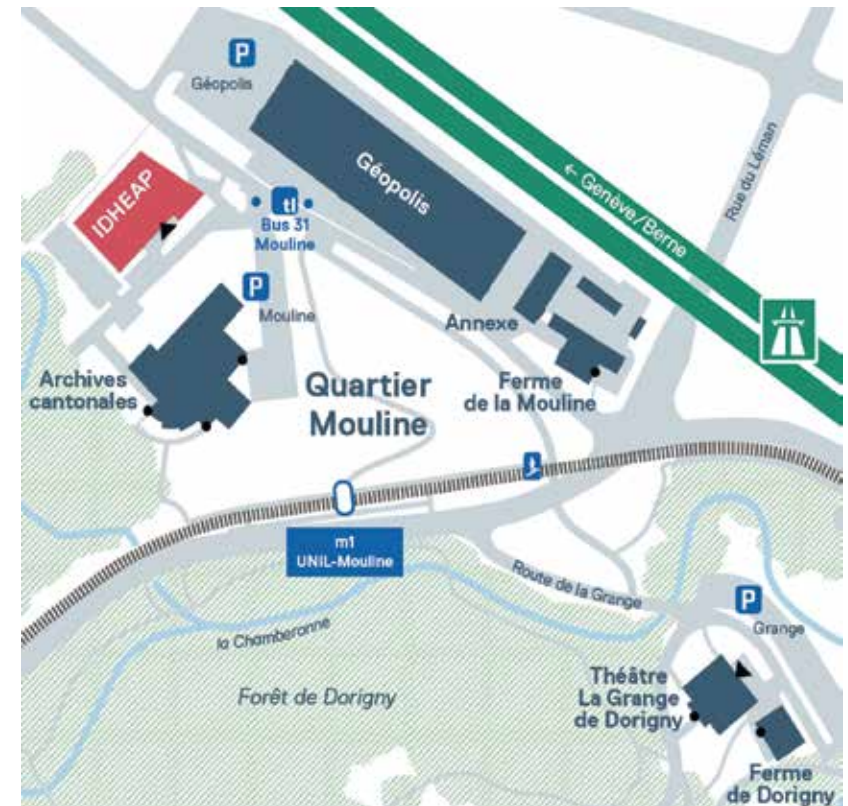 P
Géopolis
Géopolis
← Genève/Berne
Rue du Léman
IDHEAP
tl
Bus 31
Mouline
P
Mouline
Annexe
Archives
cantonales
Quartier
Mouline
Ferme
de la Mouline
m1
UNIL-Mouline
Route de la Grange
P
Grange
la Chamberonne
Forêt de Dorigny
Théâtre
La Grange
de Dorigny
Ferme
de Dorigny